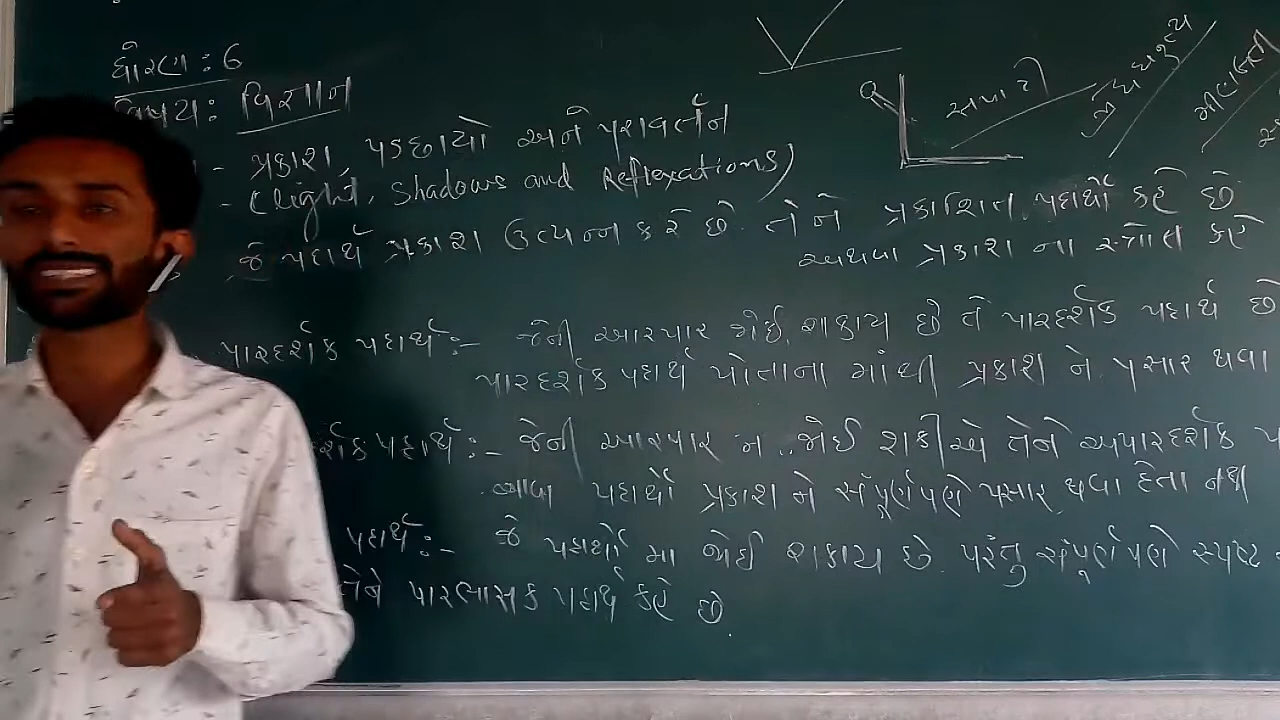 ધોરણ : 6
વિષય : વિજ્ઞાન
- પ્રકાશ, પડછાયો અને પરાવર્તન
- (light, Shadows and Reflexations)
જે પદાર્થ પ્રકાશ ઉત્પન્ન કરે છે. તેને પ્રકાશિત પદાર્થો કહે છે
અથવા પ્રકાશ ના સ્ત્રોત કહે
પારદર્શક પદાર્થ :- જેની આરપાર જોઈ શકાય છે તે પારદર્શક પદાર્થ છે
પારદર્શક પદાર્થ પોતાના માંથી પ્રકાશ ને પ્રસાર થવા
ર્શક પદાર્થ :- જેની આરપાર ન જોઈ શકીએ તેને અપારદર્શક
આવા પદાર્થો પ્રકાશ ને સંપૂર્ણપણે પસાર થવા દેતા નથ
પદાર્થ :- જે પદાર્થો મા જોઈ શકાય છે. પરંતુ સંપૂર્ણપણે સ્પષ્ટ
તેને પારભાસક પદાર્થ કહે છે.